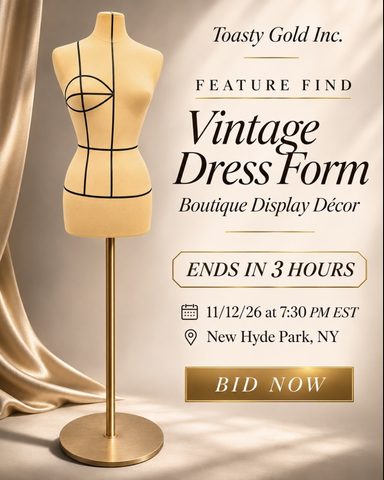 Toasty Gold Inc.
FEATURE FIND
Vintage
Dress Form
Boutique Display Décor
ENDS IN 3 HOURS
11/12/26 at 7:30 PM EST
New Hyde Park, NY
BID NOW